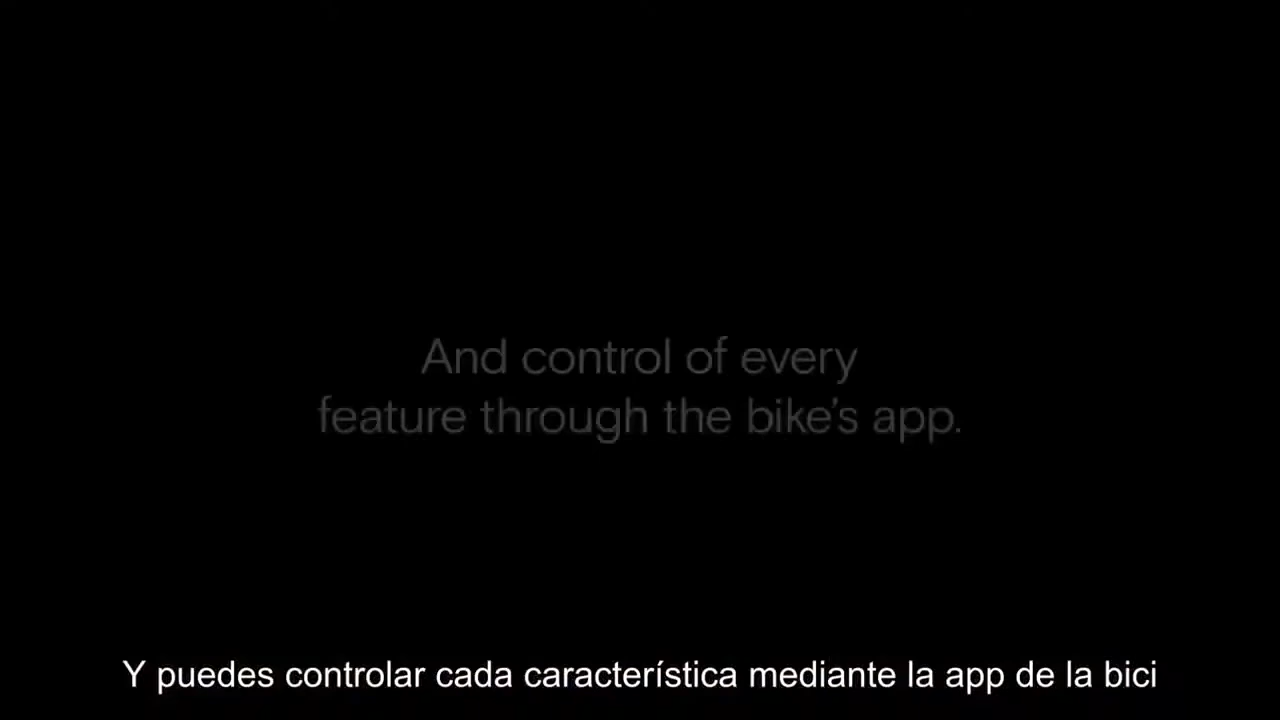 And control of every
feature through the bike's app.
Y puedes controlar cada característica mediante la app de la bici